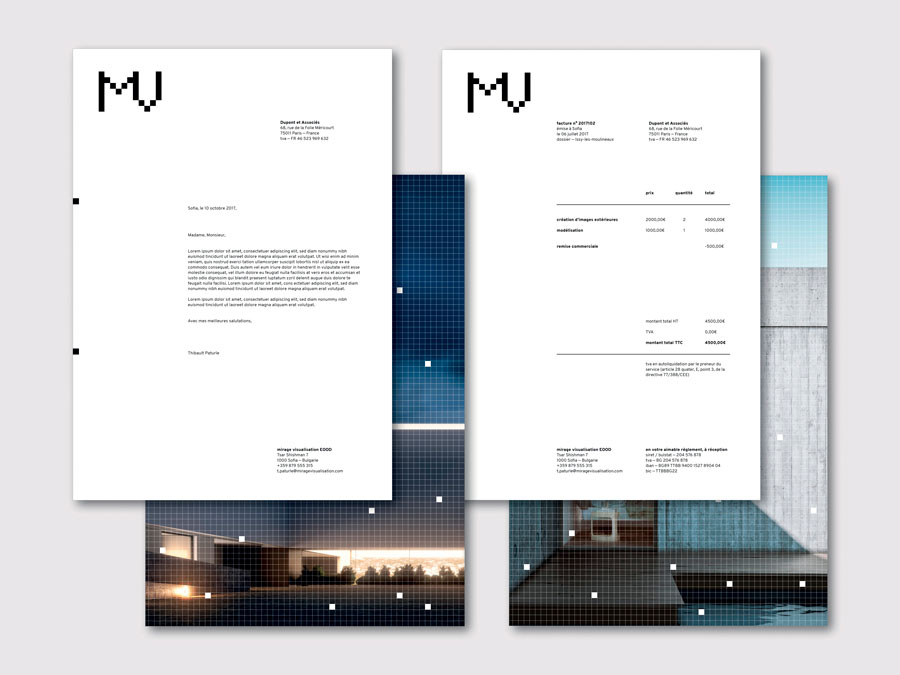 MV
Dupont et Associés
68, rue de la Folie Méricourt
75011 Paris – France
tva – FR 46 523 969 632
Sofia, le 10 octobre 2017,
Madame, Monsieur,
Lorem ipsum dolor sit amet, consectetuer adipiscing elit, sed diam nonummy nibh
euismod tincidunt ut laoreet dolore magna aliquam erat volutpat. Ut wisi enim ad minim
veniam, quis nostrud exerci tation ullamcorper suscipit lobortis nisl ut aliquip ex ea
commodo consequat. Duis autem vel eum iriure dolor in hendrerit in vulputate velit esse
molestie consequat, vel illum dolore eu feugiat nulla facilisis at vero eros et accumsan et
iusto odio dignissim qui blandit praesent luptatum zzril delenit augue duis dolore te
feugait nulla facilisi. Lorem ipsum dolor sit amet, cons ectetuer adipiscing elit, sed diam
nonummy nibh euismod tincidunt ut laoreet dolore magna aliquam erat volutpat.
Lorem ipsum dolor sit amet, consectetuer adipiscing elit, sed diam nonummy nibh
euismod tincidunt ut laoreet dolore magna aliquam erat volutpat.
Avec mes meilleures salutations,
Thibault Paturle
mirage visualisation EOOD
Tsar Shishman 7
1000 Sofia – Bulgarie
+359 879 555 315
t.paturle@miragevisualisation.com
MV
facture n° 2017102
émise à Sofia
le 06 juillet 2017
dossier – issy-les-moulineaux
Dupont et Associés
68, rue de la Folie Méricourt
75011 Paris – France
tva – FR 46 523 969 632
prix quantité total
création d'images extérieures 2000,00€ 2 4000,00€
modélisation 1000,00€ 1 1000,00€
remise commerciale -500,00€
montant total HT 4500,00€
TVA 0,00€
montant total TTC 4500,00€
tva en autoliquidation par le preneur du
service (article 28 quater, E, point 3, de la
directive 77/388/CEE)
mirage visualisation EOOD
Tsar Shishman 7
1000 Sofia – Bulgarie
+359 879 555 315
t.paturle@miragevisualisation.com
en votre aimable règlement, à réception
siret / bulstat – 204 576 878
tva – BG 204 576 878
iban – BG89 TTBB 9400 1527 8904 04
bic – TTBBBG22